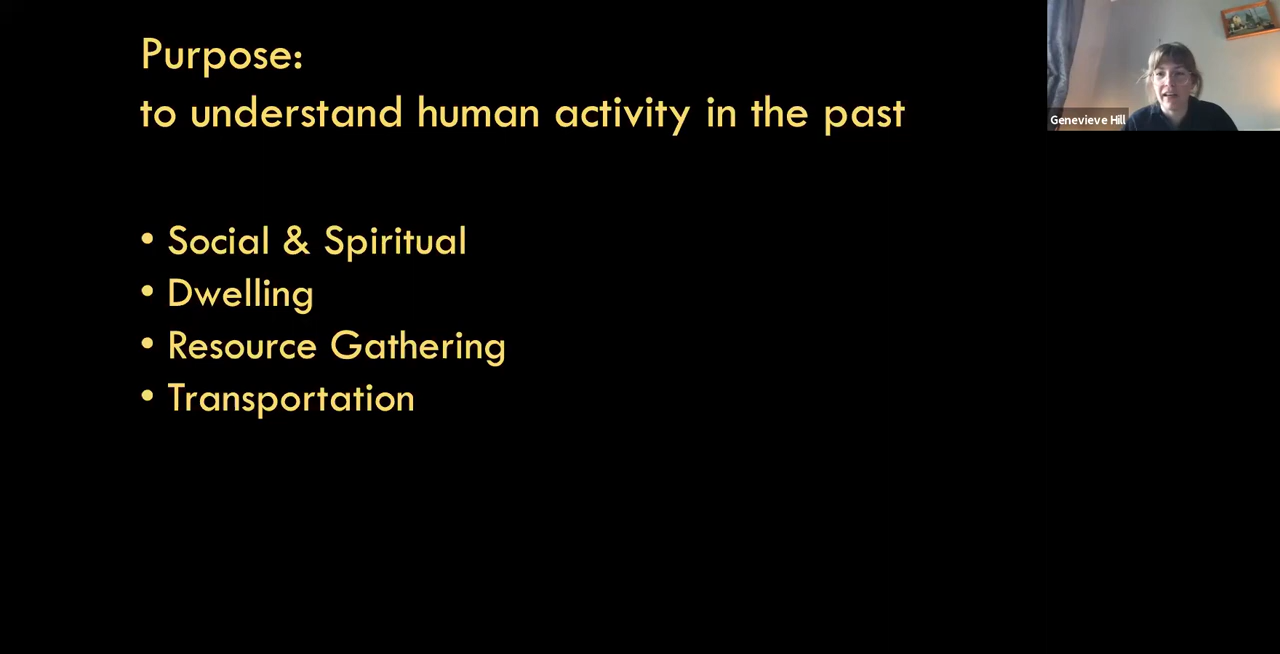 Purpose:
to understand human activity in the past
• Social & Spiritual
• Dwelling
• Resource Gathering
• Transportation
Genevieve Hill